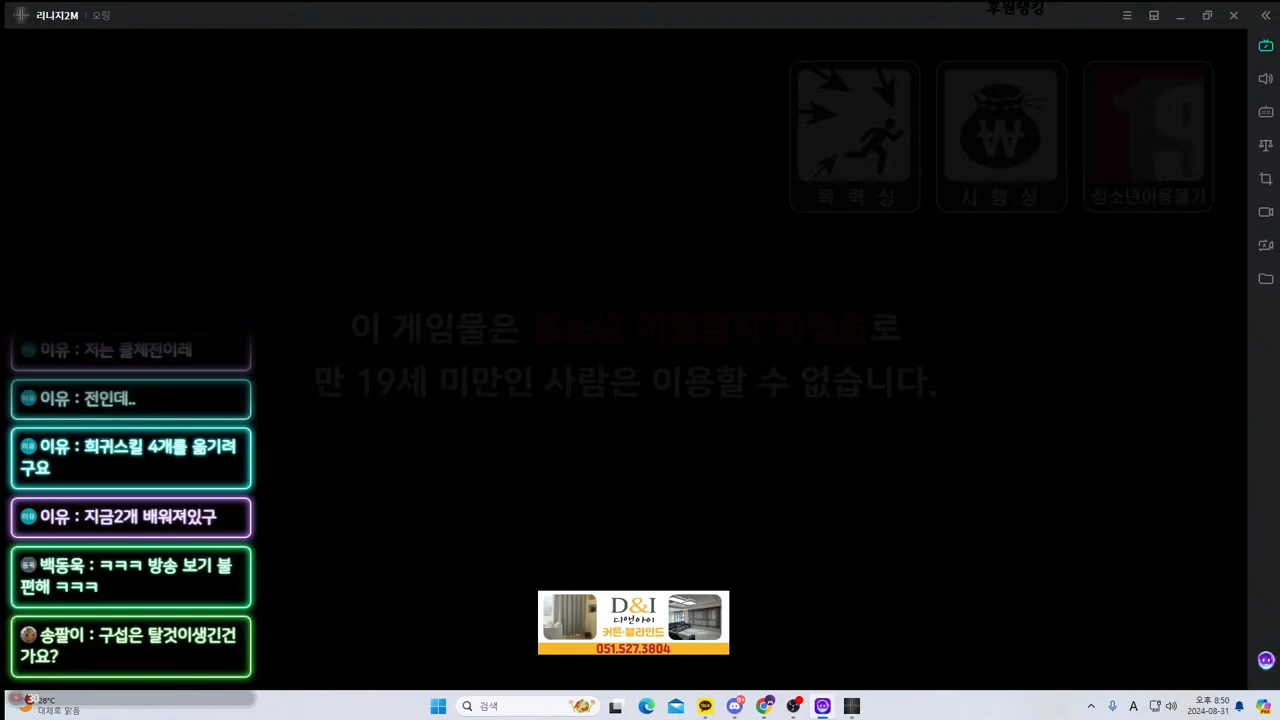 리니지2M
오링
후원랭킹
폭력성
사행성
19
청소년이용불가
이 게임물은 청소년 이용불가 게임물로
만 19세 미만인 사람은 이용할 수 없습니다.
이유 : 저는 클체전이레
이유 : 전인데..
이유 : 희귀스킬 4개를 옮기려
구요
이유 : 지금2개 배워져있구
백동욱 : ㅋㅋㅋ 방송 보기 불
편해 ㅋㅋㅋ
송팔이 : 구섭은 탈것이생긴건
가요?
D&I
디앤아이
커튼·블라인드
051.527.3804
30
28°C
대체로 맑음
검색
TALK
A
오후 8:50
2024-08-31